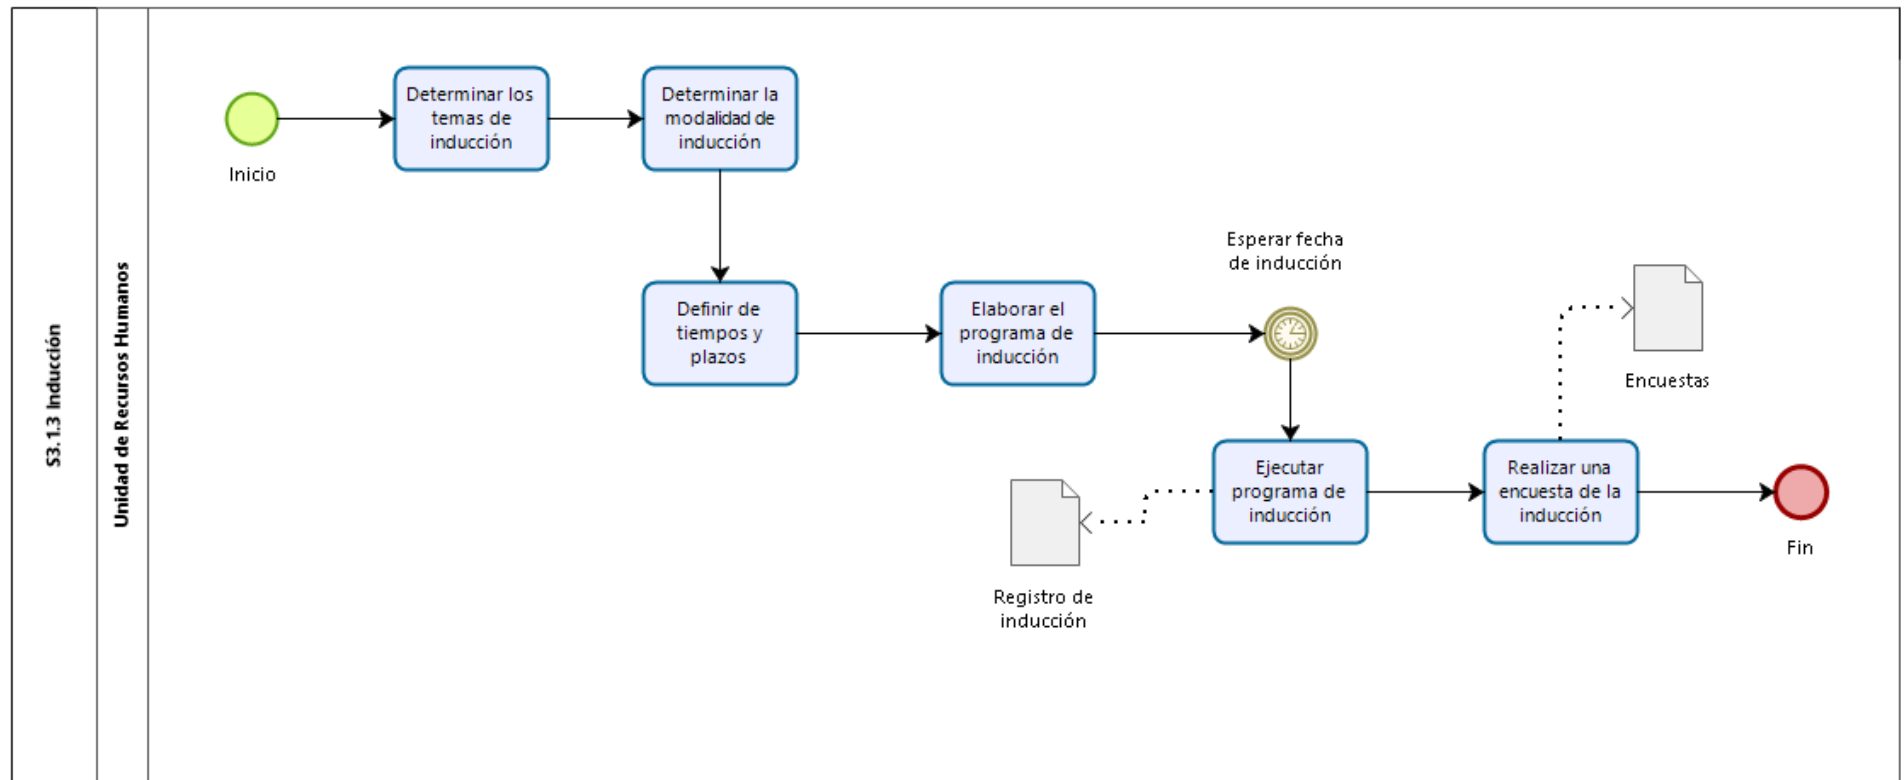 S3.1.3 Inducción
Unidad de Recursos Humanos
Inicio
Determinar los
temas de
inducción
Determinar la
modalidad de
inducción
Definir de
tiempos y
plazos
Elaborar el
programa de
inducción
Esperar fecha
de inducción
Ejecutar
programa de
inducción
Registro de
inducción
Realizar una
encuesta de la
inducción
Encuestas
Fin